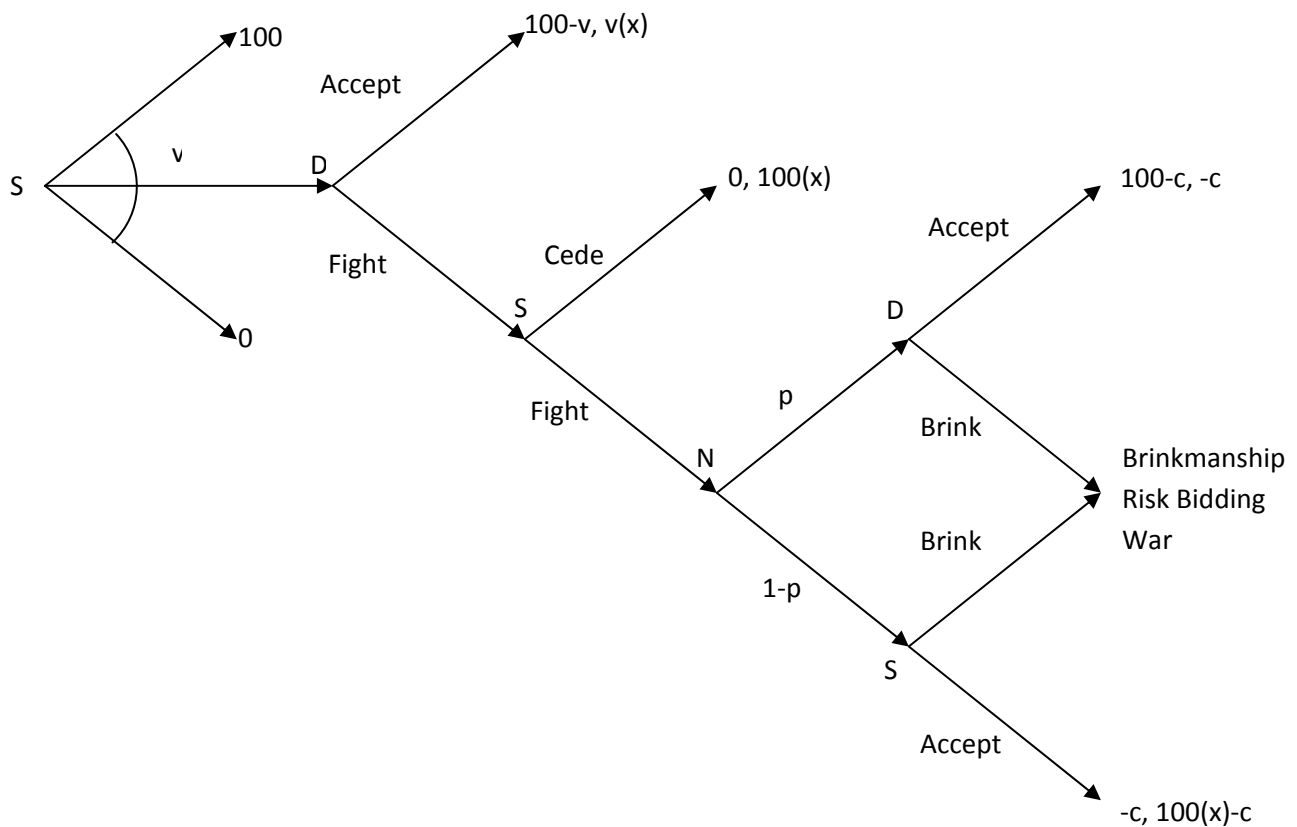 100
100-v, v(x)
Accept
v
D
S
0, 100(x)
100-c, -c
Accept
Cede
Fight
S
D
0
p
Fight
Brink
N
Brinkmanship
Risk Bidding
War
Brink
1-p
S
Accept
-c, 100(x)-c